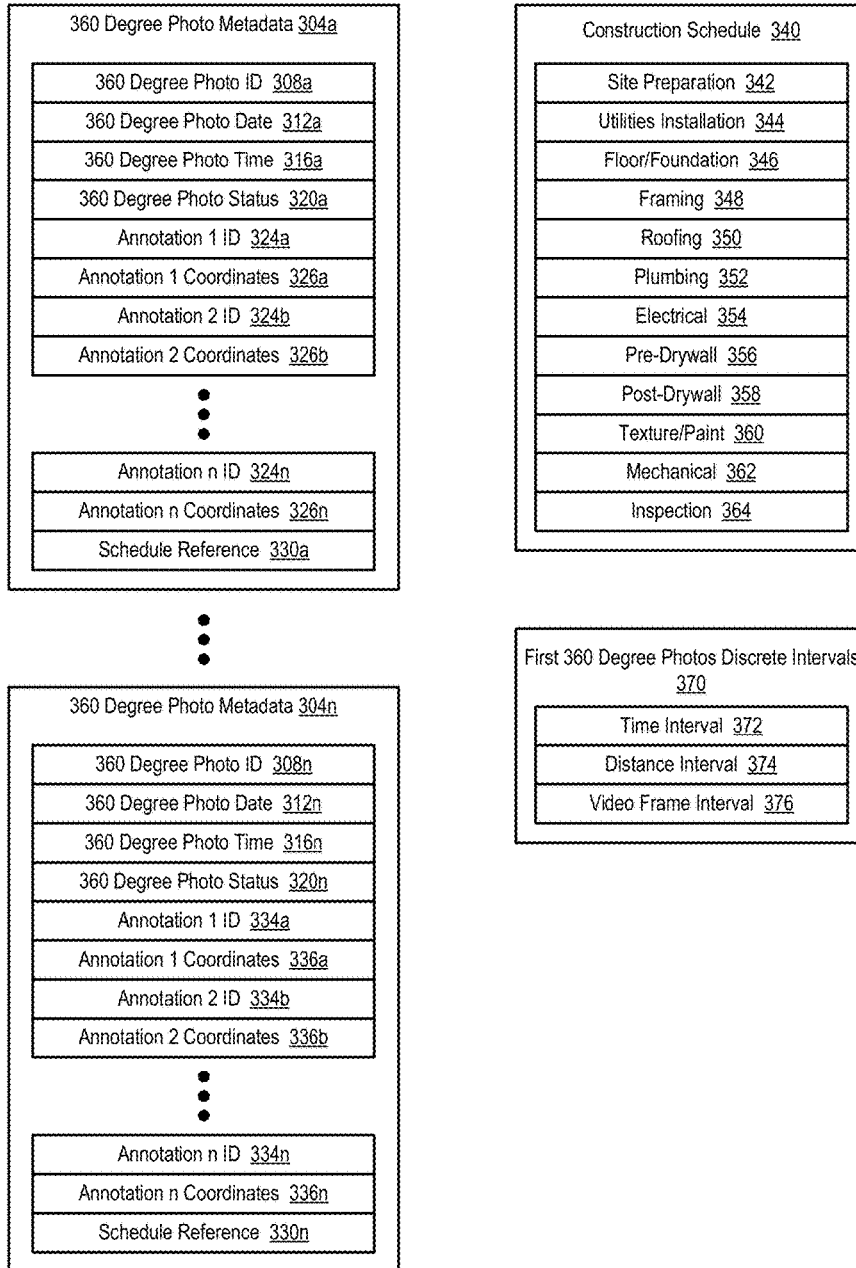 360 Degree Photo Metadata 304a
360 Degree Photo ID 308a
360 Degree Photo Date 312a
360 Degree Photo Time 316a
360 Degree Photo Status 320a
Annotation 1 ID 324a
Annotation 1 Coordinates 326a
Annotation 2 ID 324b
Annotation 2 Coordinates 326b
Annotation n ID 324n
Annotation n Coordinates 326n
Schedule Reference 330a
360 Degree Photo Metadata 304n
360 Degree Photo ID 308n
360 Degree Photo Date 312n
360 Degree Photo Time 316n
360 Degree Photo Status 320n
Annotation 1 ID 334a
Annotation 1 Coordinates 336a
Annotation 2 ID 334b
Annotation 2 Coordinates 336b
Annotation n ID 334n
Annotation n Coordinates 336n
Schedule Reference 330n
Construction Schedule 340
Site Preparation 342
Utilities Installation 344
Floor/Foundation 346
Framing 348
Roofing 350
Plumbing 352
Electrical 354
Pre-Drywall 356
Post-Drywall 358
Texture/Paint 360
Mechanical 362
Inspection 364
First 360 Degree Photos Discrete Intervals
370
Time Interval 372
Distance Interval 374
Video Frame Interval 376